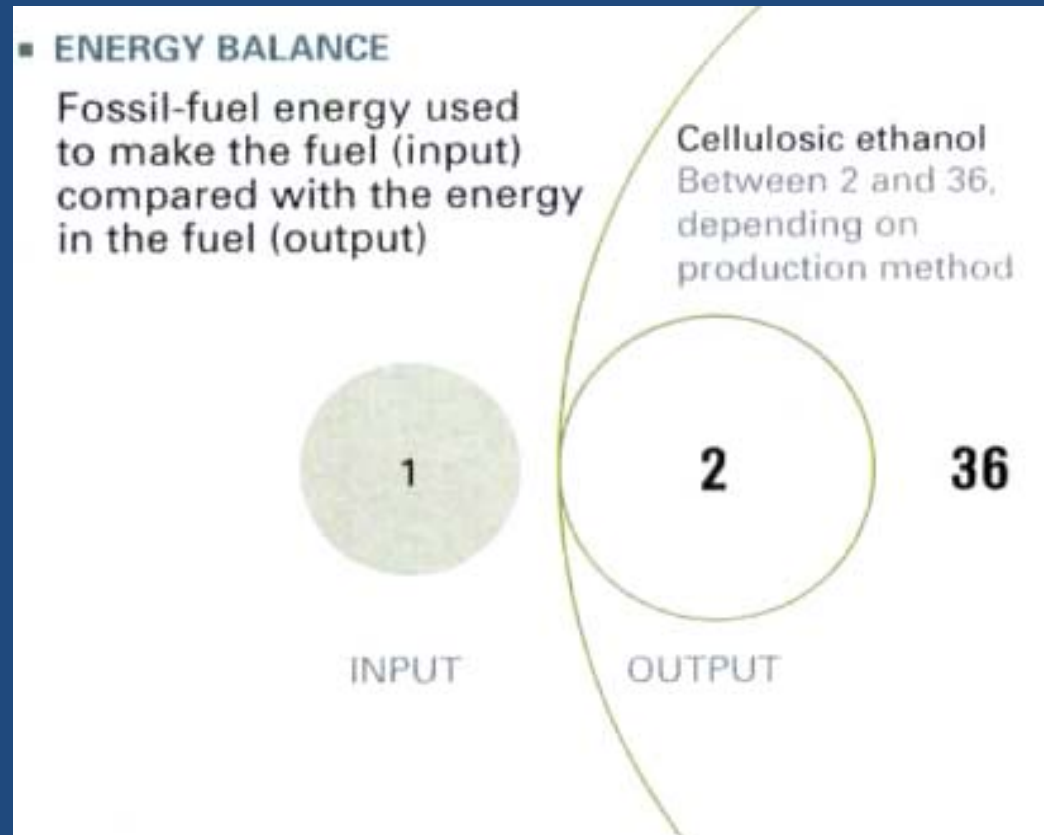 ENERGY BALANCE
Fossil-fuel energy used
to make the fuel (input)
compared with the energy
in the fuel (output)
Cellulosic ethanol
Between 2 and 36,
depending on
production method
1
2
36
INPUT
OUTPUT